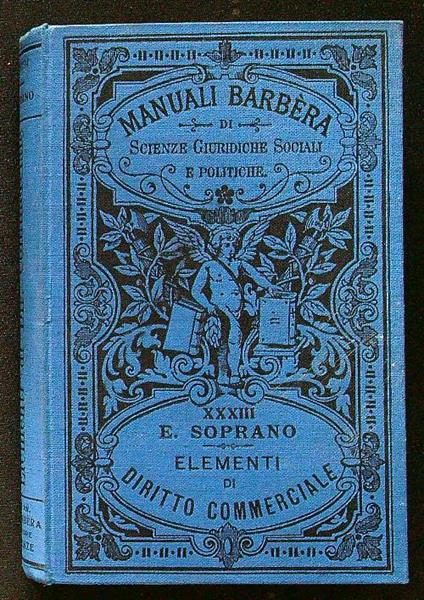 MANUALI BARBÈRA
DI
SCIENZE GIURIDICHE SOCIALI
E POLITICHE.
XXXIII
E. SOPRANO
ELEMENTI
DI
DIRITTO COMMERCIALE